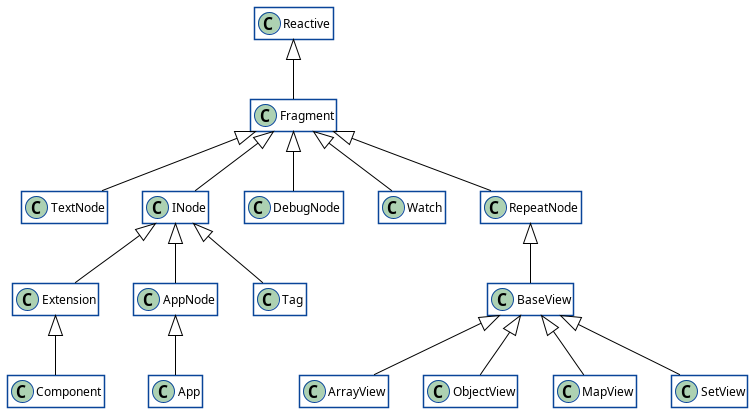 C Reactive
C Fragment
C TextNode C INode C DebugNode C Watch C RepeatNode
C Extension C AppNode C Tag C BaseView
C Component C App C ArrayView C ObjectView C MapView C SetView